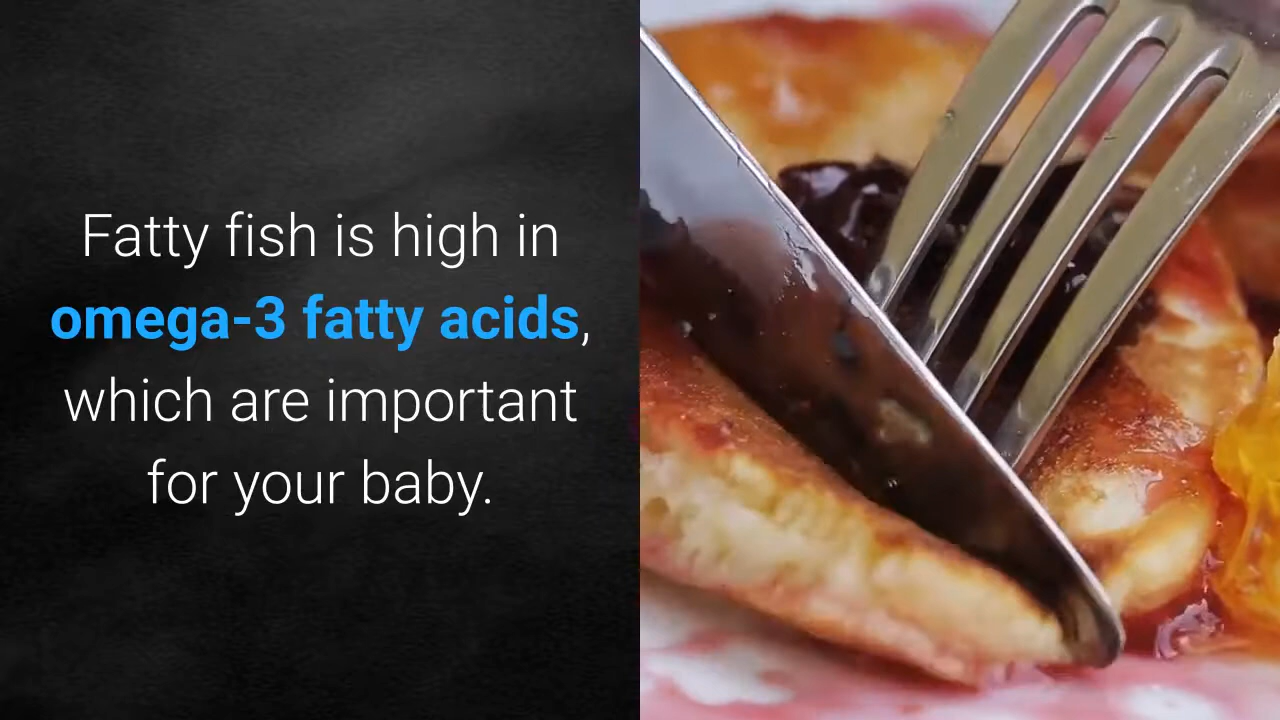 Fatty fish is high in
omega-3 fatty acids,
which are important
for your baby.